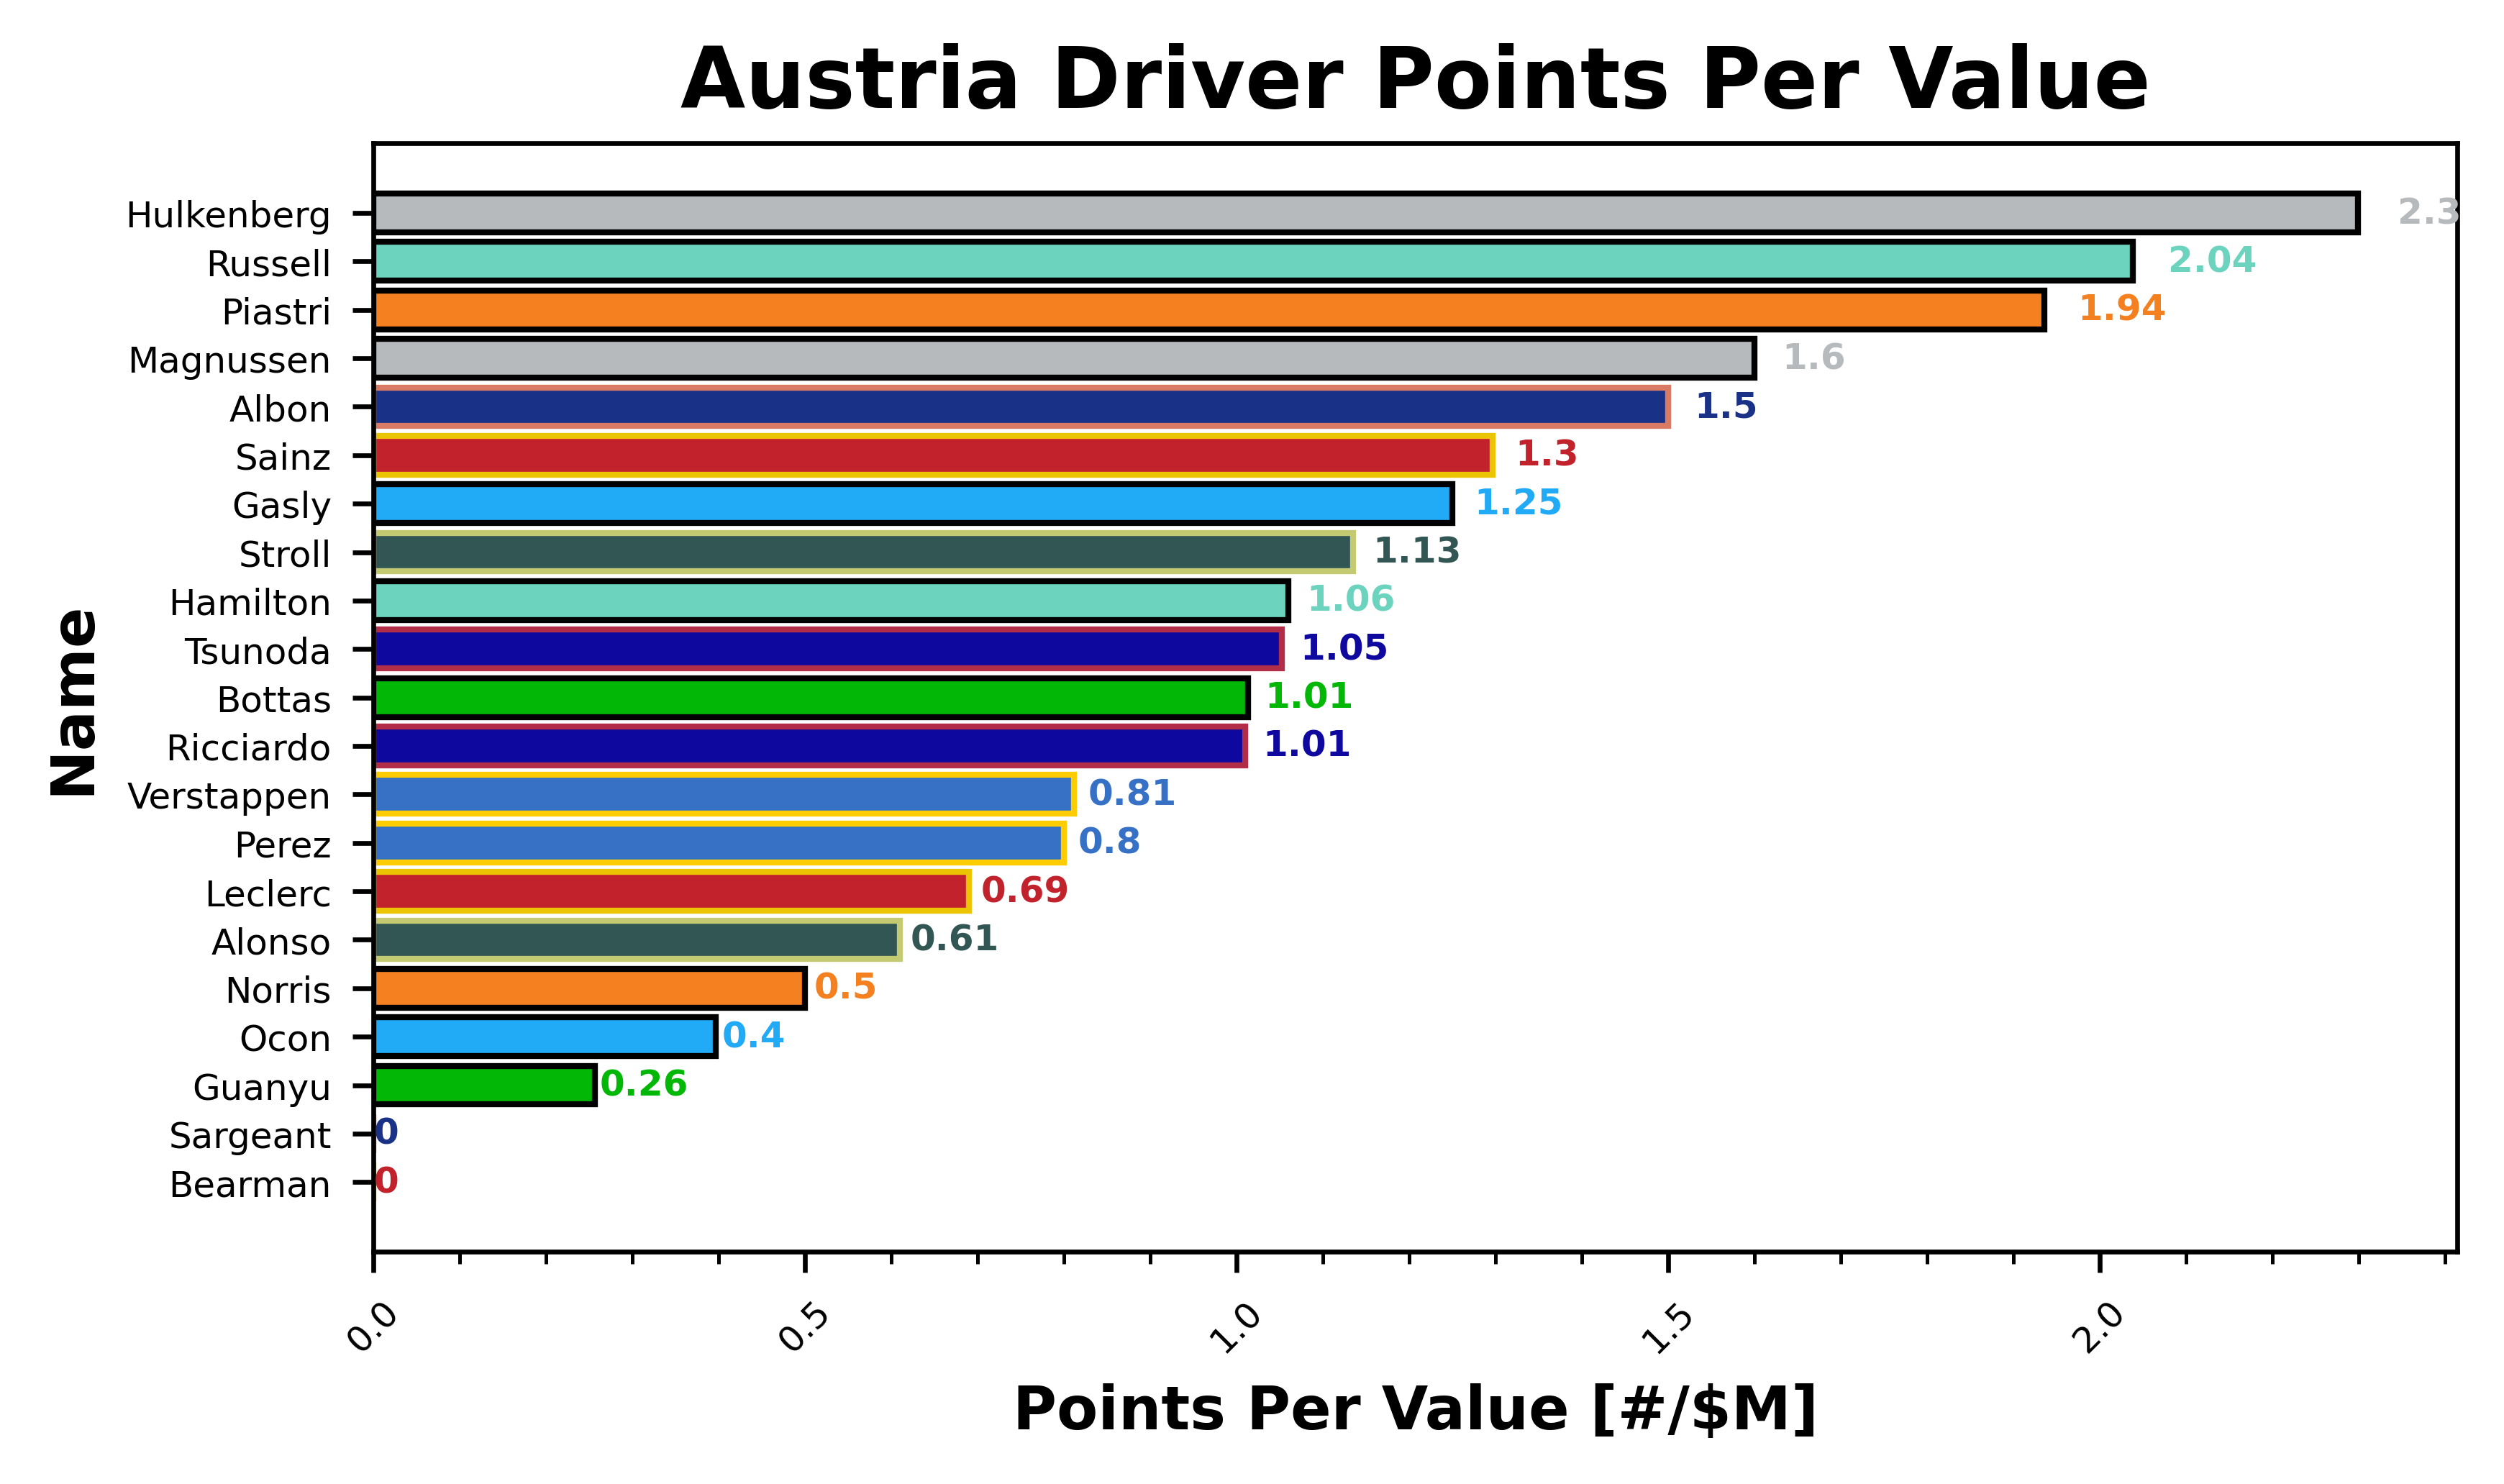 Austria Driver Points Per Value
Name
Hulkenberg 2.3
Russell 2.04
Piastri 1.94
Magnussen 1.6
Albon 1.5
Sainz 1.3
Gasly 1.25
Stroll 1.13
Hamilton 1.06
Tsunoda 1.05
Bottas 1.01
Ricciardo 1.01
Verstappen 0.81
Perez 0.8
Leclerc 0.69
Alonso 0.61
Norris 0.5
Ocon 0.4
Guanyu 0.26
Sargeant 0
Bearman 0
0.0 0.5 1.0 1.5 2.0
Points Per Value [#/$M]